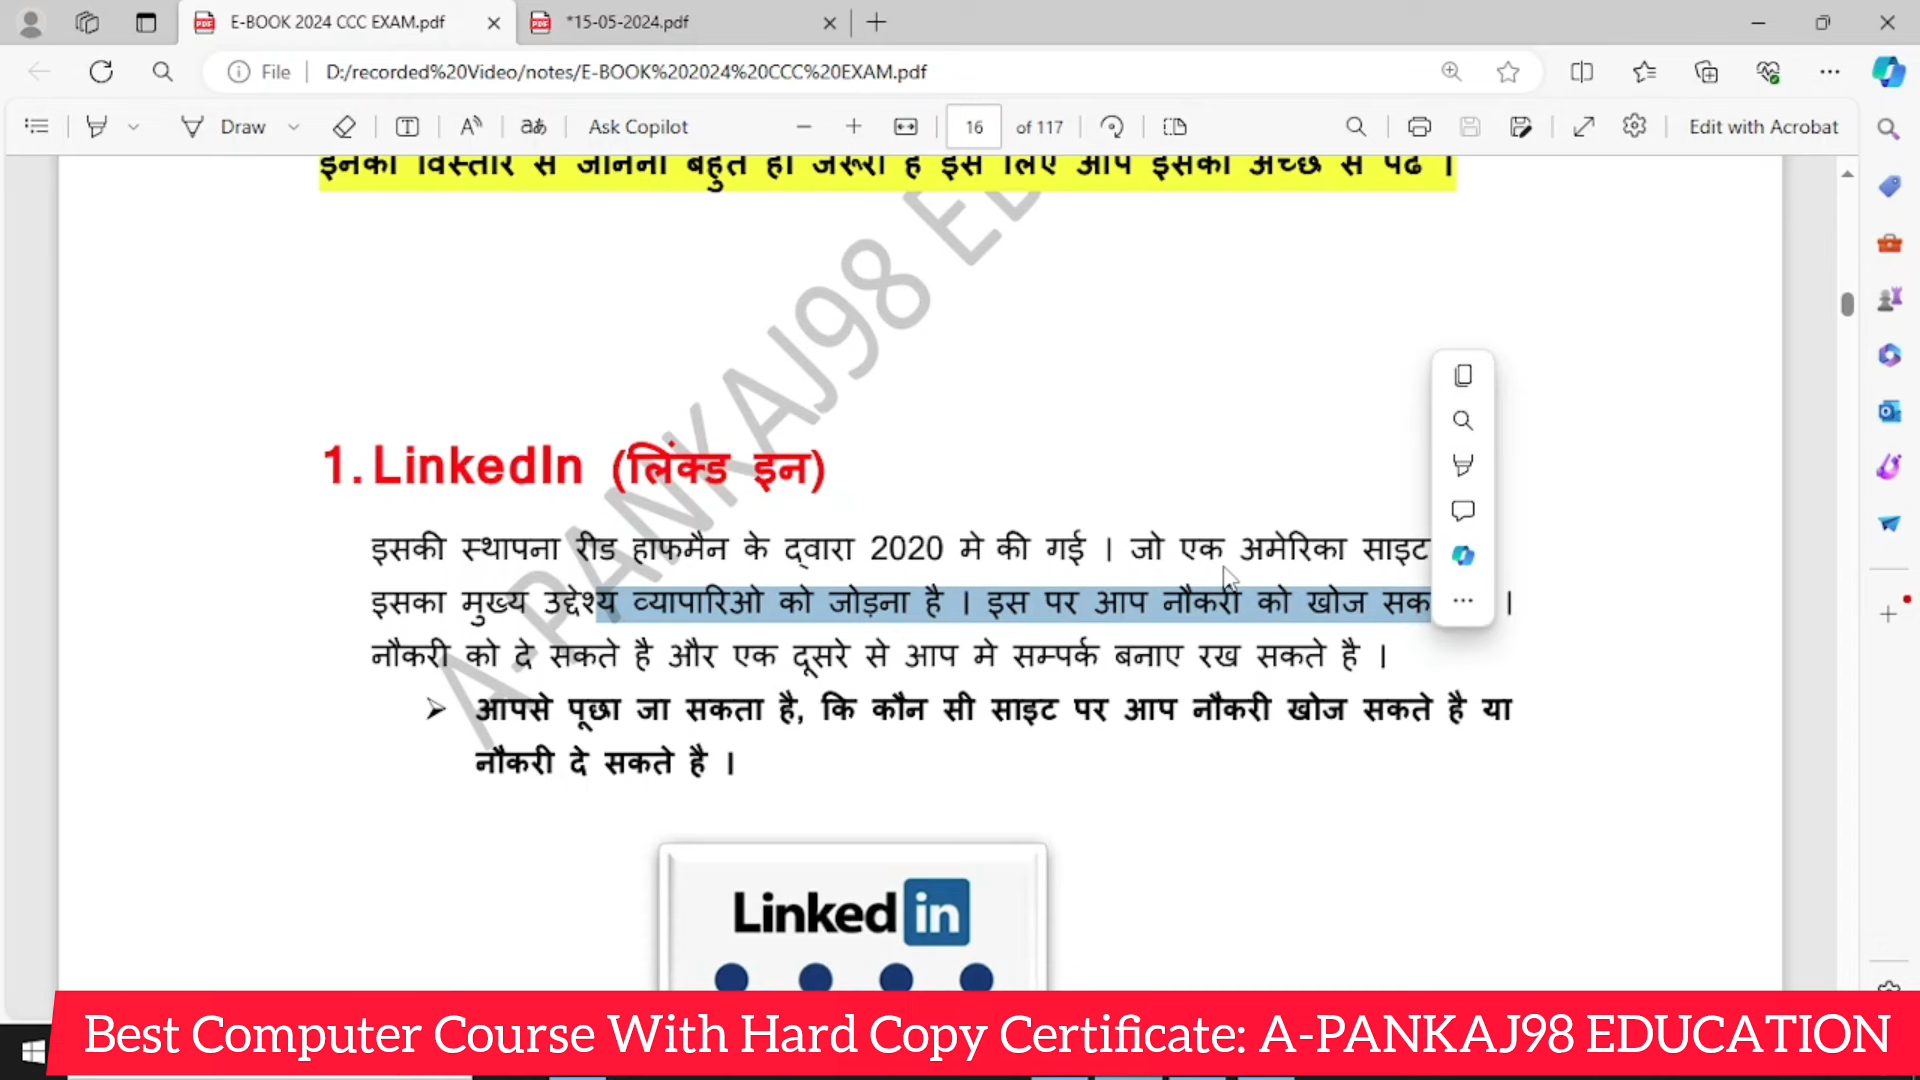 E-BOOK 2024 CCC EXAM.pdf
*15-05-2024.pdf
File
D:/recorded%20Video/notes/E-BOOK%202024%20CCC%20EXAM.pdf
Draw
Ask Copilot
16
of 117
Edit with Acrobat
इनको विस्तार से जानना बहुत ही जरूरी है इस लिए आप इसको अच्छे से पढे ।
A-PANKAJ98
1. LinkedIn (लिंक्ड इन)
इसकी स्थापना रीड हाफमैन के द्वारा 2020 मे की गई । जो एक अमेरिका साइट
इसका मुख्य उद्देश्य व्यापारिओ को जोड़ना है । इस पर आप नौकरी को खोज सक ।
नौकरी को दे सकते है और एक दूसरे से आप मे सम्पर्क बनाए रख सकते है ।
➢ आपसे पूछा जा सकता है, कि कौन सी साइट पर आप नौकरी खोज सकते है या
नौकरी दे सकते है ।
Linked in
Best Computer Course With Hard Copy Certificate: A-PANKAJ98 EDUCATION